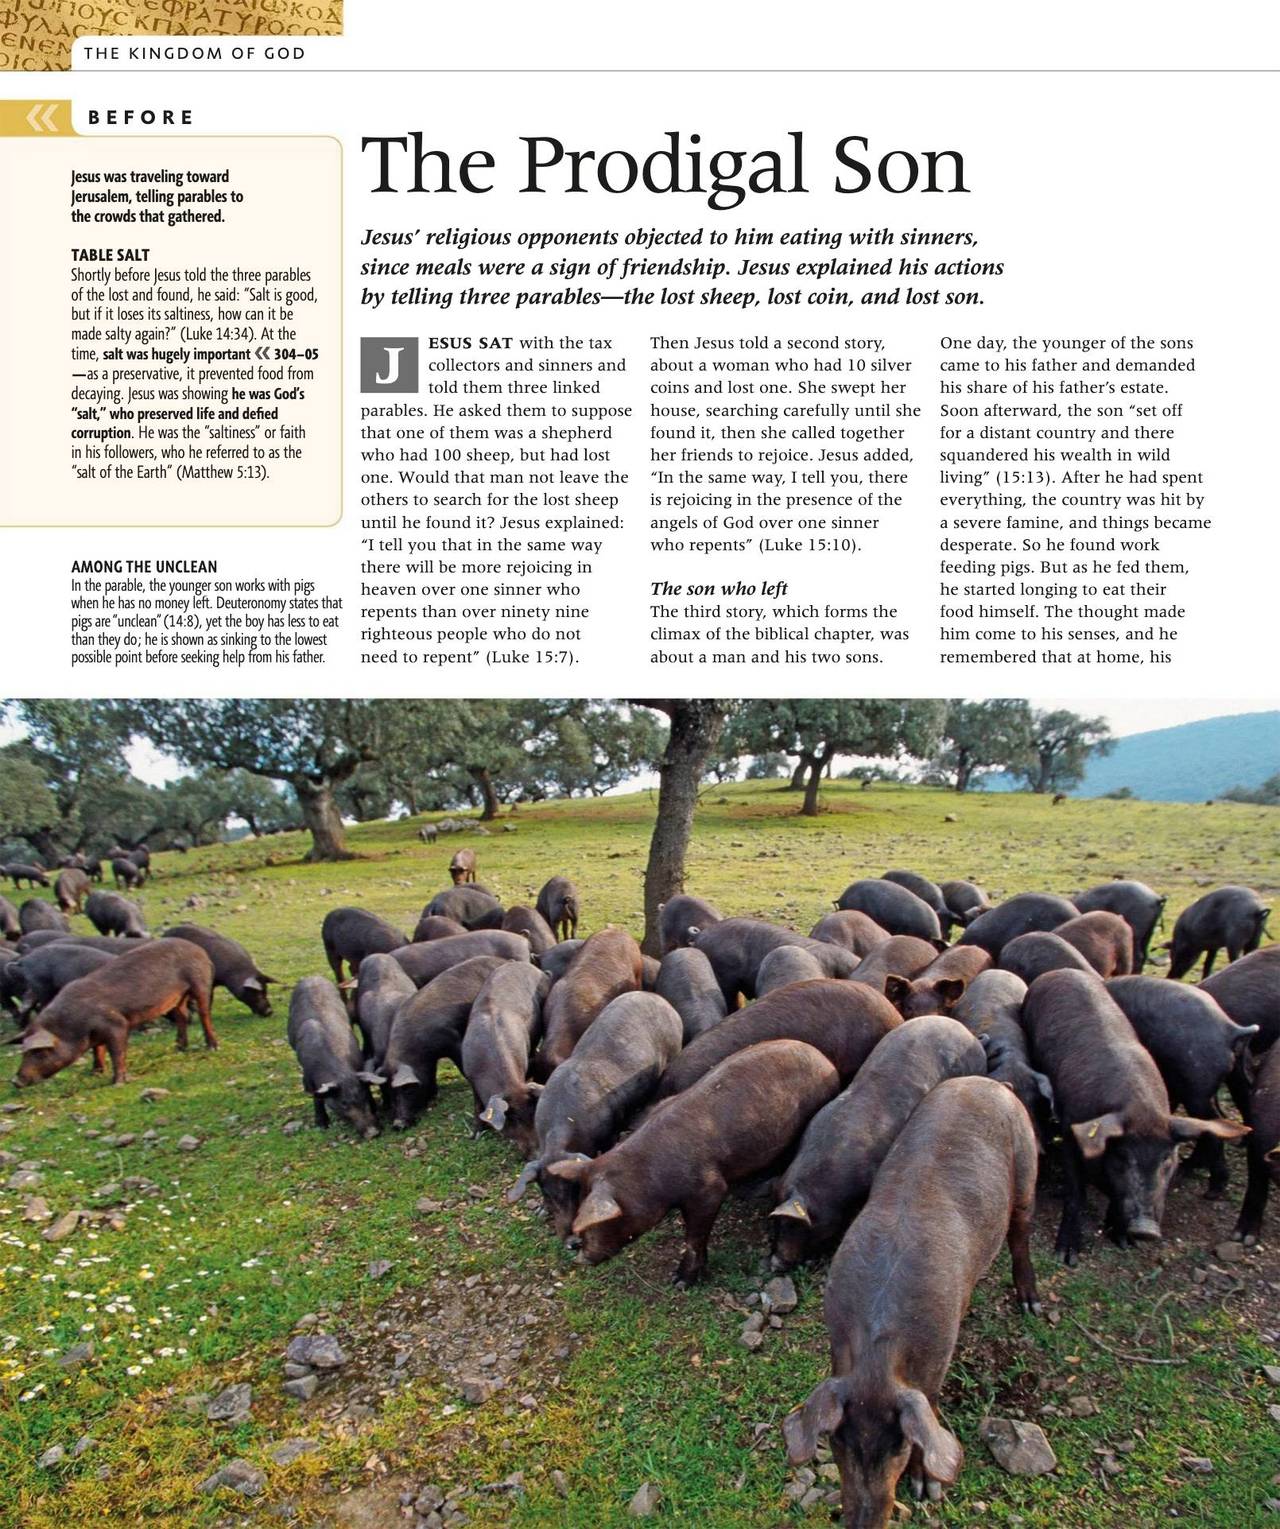 THE KINGDOM OF GOD
BEFORE
Jesus was traveling toward
Jerusalem, telling parables to
the crowds that gathered.
TABLE SALT
Shortly before Jesus told the three parables
of the lost and found, he said: “Salt is good,
but if it loses its saltiness, how can it be
made salty again?” (Luke 14:34). At the
time, salt was hugely important « 304–05
—as a preservative, it prevented food from
decaying. Jesus was showing he was God’s
“salt,” who preserved life and defied
corruption. He was the “saltiness” or faith
in his followers, who he referred to as the
“salt of the Earth” (Matthew 5:13).
AMONG THE UNCLEAN
In the parable, the younger son works with pigs
when he has no money left. Deuteronomy states that
pigs are “unclean” (14:8), yet the boy has less to eat
than they do; he is shown as sinking to the lowest
possible point before seeking help from his father.
The Prodigal Son
Jesus’ religious opponents objected to him eating with sinners,
since meals were a sign of friendship. Jesus explained his actions
by telling three parables—the lost sheep, lost coin, and lost son.
JESUS SAT with the tax
collectors and sinners and
told them three linked
parables. He asked them to suppose
that one of them was a shepherd
who had 100 sheep, but had lost
one. Would that man not leave the
others to search for the lost sheep
until he found it? Jesus explained:
“I tell you that in the same way
there will be more rejoicing in
heaven over one sinner who
repents than over ninety nine
righteous people who do not
need to repent” (Luke 15:7).
Then Jesus told a second story,
about a woman who had 10 silver
coins and lost one. She swept her
house, searching carefully until she
found it, then she called together
her friends to rejoice. Jesus added,
“In the same way, I tell you, there
is rejoicing in the presence of the
angels of God over one sinner
who repents” (Luke 15:10).
The son who left
The third story, which forms the
climax of the biblical chapter, was
about a man and his two sons.
One day, the younger of the sons
came to his father and demanded
his share of his father’s estate.
Soon afterward, the son “set off
for a distant country and there
squandered his wealth in wild
living” (15:13). After he had spent
everything, the country was hit by
a severe famine, and things became
desperate. So he found work
feeding pigs. But as he fed them,
he started longing to eat their
food himself. The thought made
him come to his senses, and he
remembered that at home, his